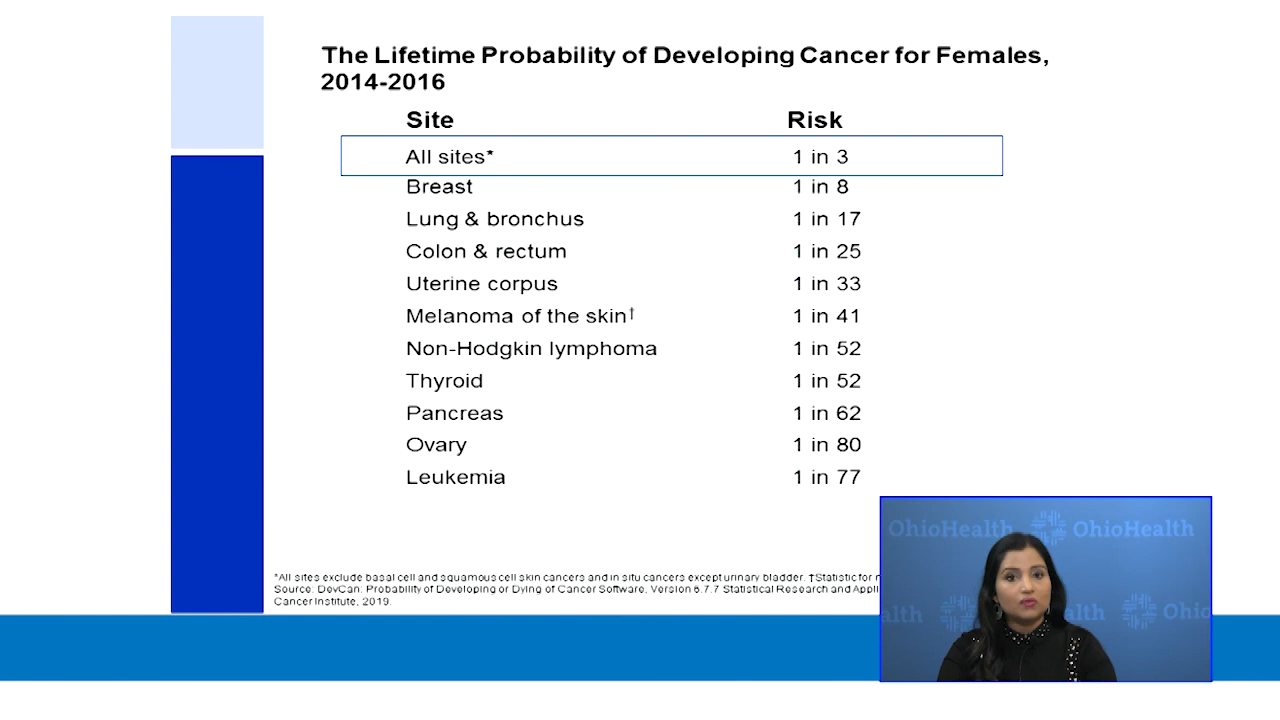 The Lifetime Probability of Developing Cancer for Females,
2014-2016
Site Risk
All sites* 1 in 3
Breast 1 in 8
Lung & bronchus 1 in 17
Colon & rectum 1 in 25
Uterine corpus 1 in 33
Melanoma of the skin† 1 in 41
Non-Hodgkin lymphoma 1 in 52
Thyroid 1 in 52
Pancreas 1 in 62
Ovary 1 in 80
Leukemia 1 in 77
*All sites exclude basal cell and squamous cell skin cancers and in situ cancers except urinary bladder. †Statistic for
Source: DevCan: Probability of Developing or Dying of Cancer Software, Version 6.7.7 Statistical Research and Appli
Cancer Institute, 2019.
OhioHealth OhioHealth
alth Health Ohio